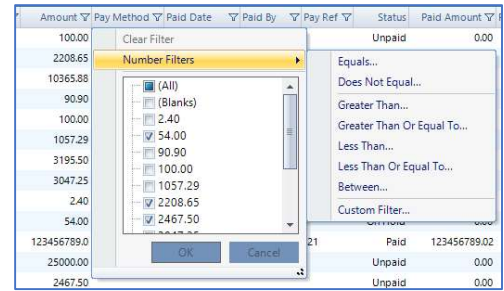 Amount Pay Method Paid Date Paid By Pay Ref Status Paid Amount
100.00 Clear Filter Unpaid 0.00
2208.65 Number Filters Equals...
10365.88 (All) Does Not Equal...
90.90 (Blanks) Greater Than...
100.00 2.40 Greater Than Or Equal To...
1057.29 54.00 Less Than...
3195.50 90.90 Less Than Or Equal To...
3047.25 100.00 Between...
2.40 1057.29
2208.65 Custom Filter...
54.00 2467.50
123456789.0 21 Paid 123456789.02
OK Cancel
25000.00 Unpaid 0.00
2467.50 Unpaid 0.00